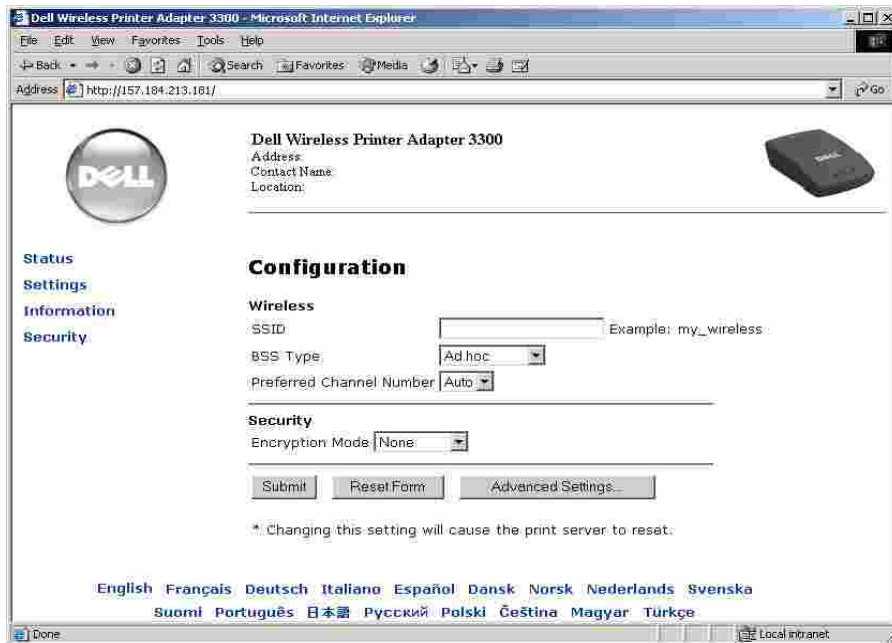 Dell Wireless Printer Adapter 3300 - Microsoft Internet Explorer
File Edit View Favorites Tools Help
Back Search Favorites Media
Address http://157.184.213.181/ Go
DELL
Dell Wireless Printer Adapter 3300
Address:
Contact Name:
Location:
DELL
Status
Settings
Information
Security
Configuration
Wireless
SSID Example: my_wireless
BSS Type Ad hoc
Preferred Channel Number Auto
Security
Encryption Mode None
Submit Reset Form Advanced Settings...
* Changing this setting will cause the print server to reset.
English Français Deutsch Italiano Español Dansk Norsk Nederlands Svenska
Suomi Português 日本語 Русский Polski Čeština Magyar Türkçe
Done Local intranet